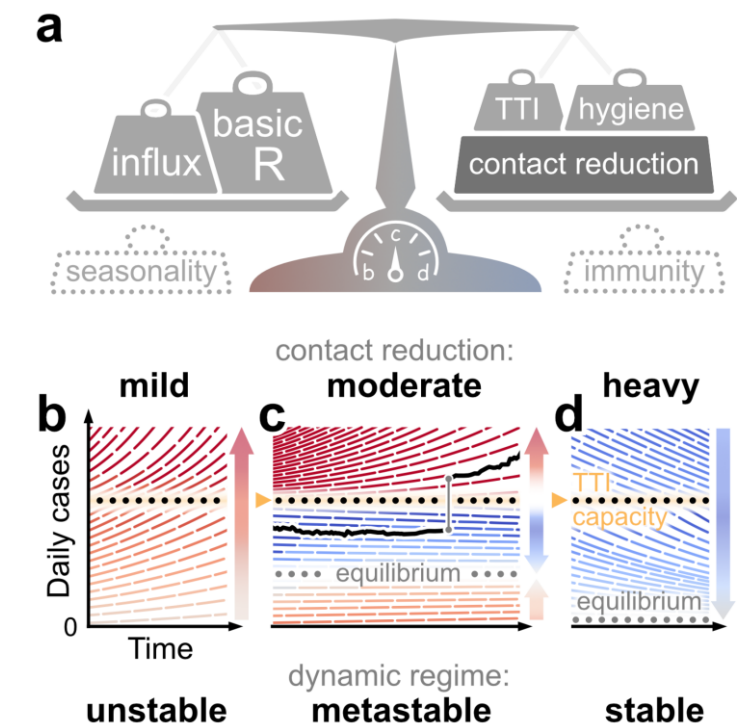 a
influx
basic
R
TTI
hygiene
contact reduction
c
b
d
seasonality
immunity
contact reduction:
mild
moderate
heavy
b
c
d
Daily cases
TTI
capacity
equilibrium
equilibrium
0
Time
dynamic regime:
unstable
metastable
stable